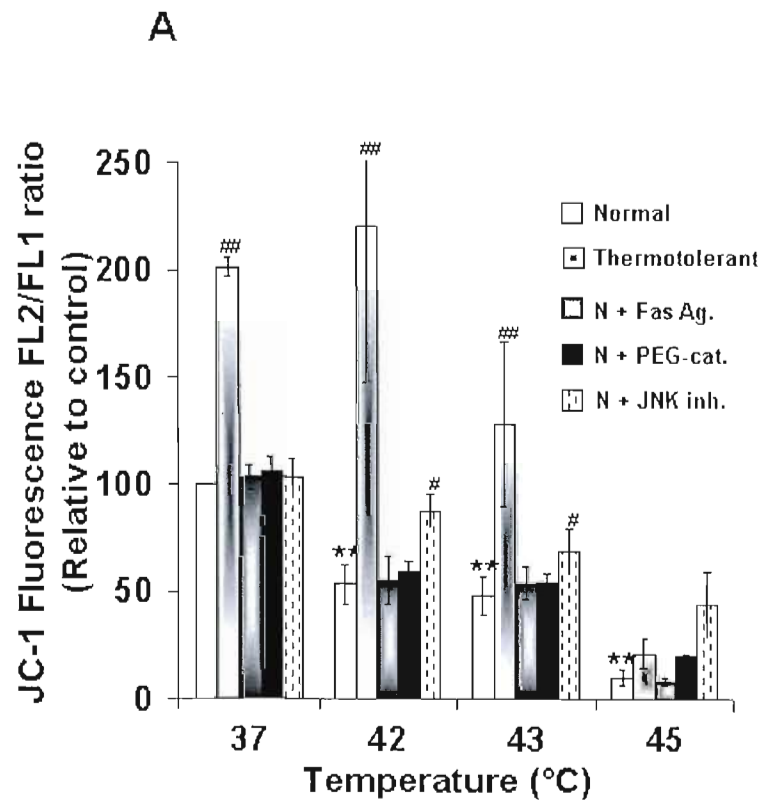 A
JC-1 Fluorescence FL2/FL1 ratio
(Relative to control)
250
200
150
100
50
0
##
##
##
**
#
**
#
**
Normal
Thermotolerant
N + Fas Ag.
N + PEG-cat.
N + JNK inh.
37 42 43 45
Temperature (°C)